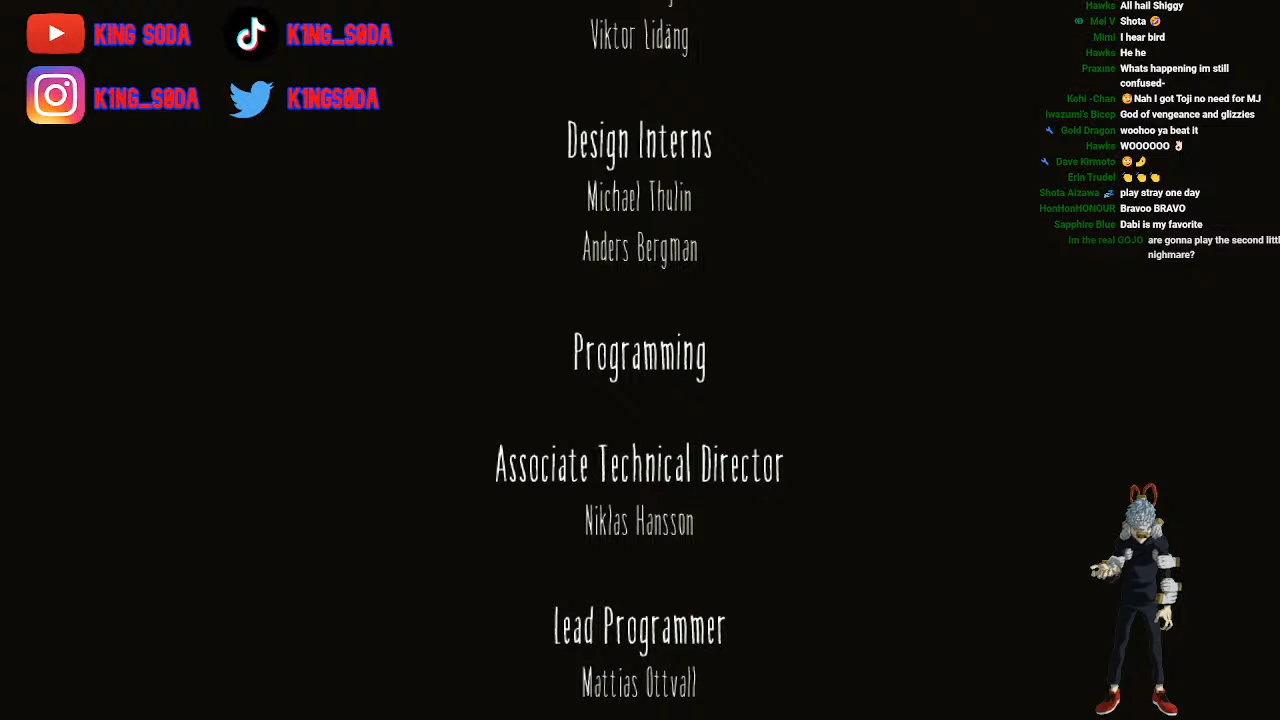 KING SODA
K1NG_S0DA
K1NG_S0DA
K1NGS0DA
Viktor Lidäng
Design Interns
Michael Thulin
Anders Bergman
Programming
Associate Technical Director
Niklas Hansson
Lead Programmer
Mattias Ottvall
Hawks All hail Shiggy
Mel V Shota 🤣
Mimi I hear bird
Hawks He he
Praxine Whats happening im still
confused-
Kohi -Chan 😳Nah I got Toji no need for MJ
Iwazumi's Bicep God of vengeance and glizzies
Gold Dragon woohoo ya beat it
Hawks WOOOOOO
Dave Kirmoto
Erin Trudel 👏👏👏
Shota Aizawa 💤 play stray one day
HonHonHONOUR Bravoo BRAVO
Sapphire Blue Dabi is my favorite
Im the real GOJO are gonna play the second littl
nighmare?